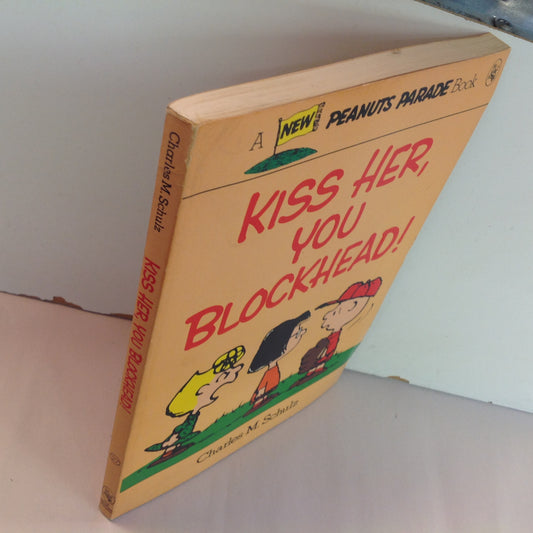 A NEW PEANUTS PARADE Book
KISS HER,
YOU
BLOCKHEAD!
Charles M. Schulz
Charles M. Schulz
KISS HER, YOU BLOCKHEAD!